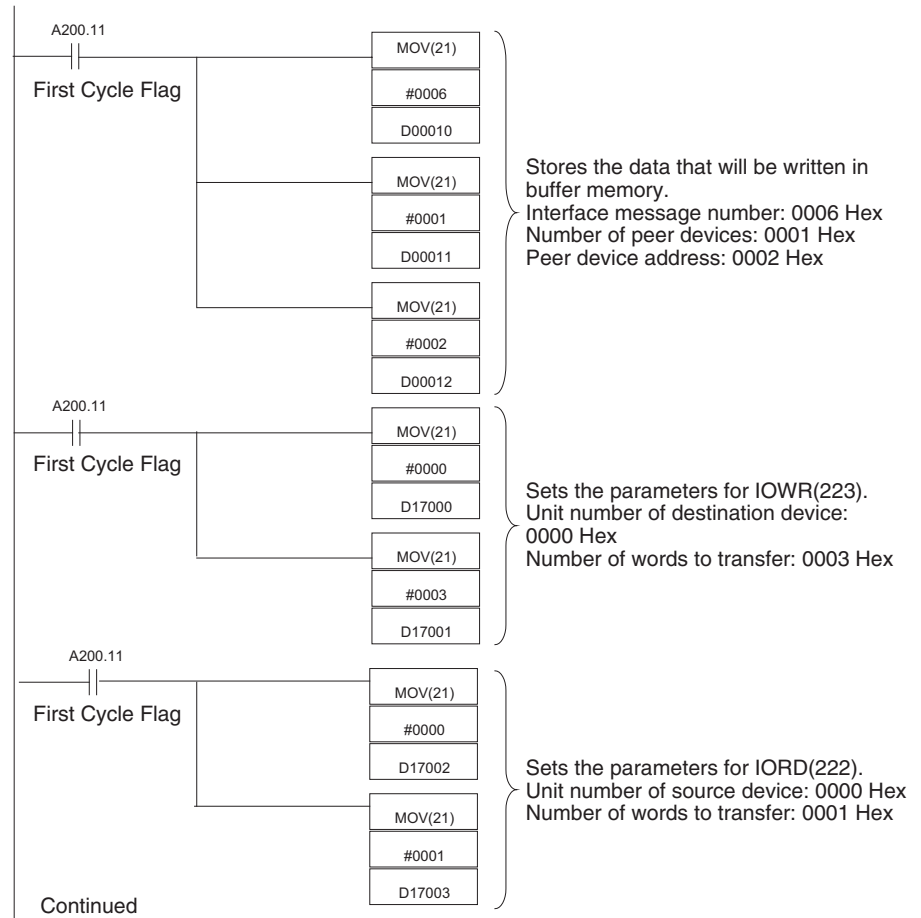 A200.11
First Cycle Flag
MOV(21)
#0006
D00010
MOV(21)
#0001
D00011
MOV(21)
#0002
D00012
Stores the data that will be written in
buffer memory.
Interface message number: 0006 Hex
Number of peer devices: 0001 Hex
Peer device address: 0002 Hex
A200.11
First Cycle Flag
MOV(21)
#0000
D17000
MOV(21)
#0003
D17001
Sets the parameters for IOWR(223).
Unit number of destination device:
0000 Hex
Number of words to transfer: 0003 Hex
A200.11
First Cycle Flag
MOV(21)
#0000
D17002
MOV(21)
#0001
D17003
Sets the parameters for IORD(222).
Unit number of source device: 0000 Hex
Number of words to transfer: 0001 Hex
Continued